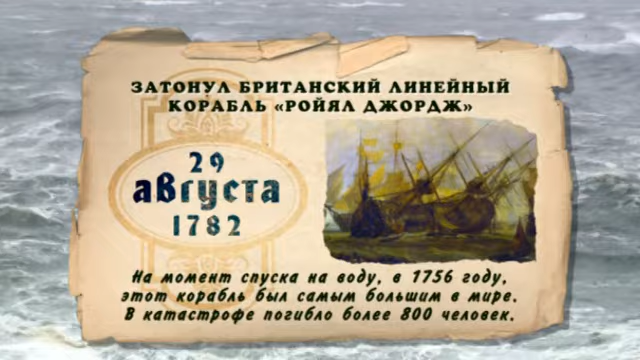 ЗАТОНУЛ БРИТАНСКИЙ ЛИНЕЙНЫЙ
КОРАБЛЬ «РОЙЯЛ ДЖОРДЖ»
29
августа
1782
На момент спуска на воду, в 1756 году,
этот корабль был самым большим в мире.
В катастрофе погибло более 800 человек.